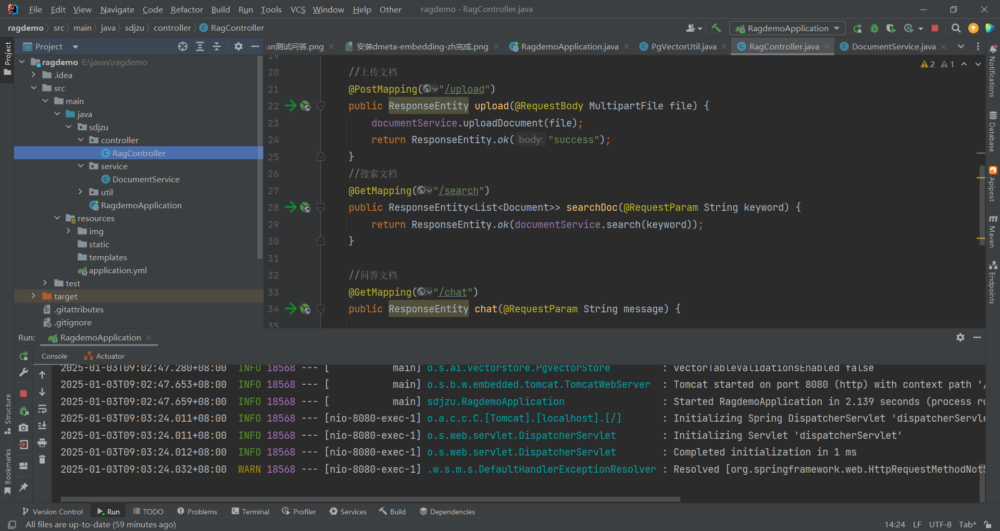 File Edit View Navigate Code Refactor Build Run Tools VCS Window Help Other ragdemo - RagController.java
ragdemo src main java sdjzu controller RagController RagdemoApplication
Project an测试问答.png 安装dmeta-embedding-zh完成.png RagdemoApplication.java PgVectorUtil.java RagController.java DocumentService.java
Project
ragdemo E:\javas\ragdemo
.idea
src
main
java
sdjzu
controller
RagController
service
DocumentService
util
RagdemoApplication
resources
img
static
templates
application.yml
test
target
.gitattributes
.gitignore
2 1
19
20 //上传文档
21 @PostMapping("/upload")
22 public ResponseEntity upload(@RequestBody MultipartFile file) {
23 documentService.uploadDocument(file);
24 return ResponseEntity.ok( body: "success");
25 }
26 //搜索文档
27 @GetMapping("/search")
28 public ResponseEntity<List<Document>> searchDoc(@RequestParam String keyword) {
29 return ResponseEntity.ok(documentService.search(keyword));
30 }
31
32 //问答文档
33 @GetMapping("/chat")
34 public ResponseEntity chat(@RequestParam String message) {
35
Notifications
Database
Apipost
Maven
Endpoints
Run: RagdemoApplication
Console Actuator
2025-01-03T09:02:47.280+08:00 INFO 18568 --- [ main] o.s.ai.vectorstore.PgVectorStore : vectorTableValidationsEnabled false
2025-01-03T09:02:47.653+08:00 INFO 18568 --- [ main] o.s.b.w.embedded.tomcat.TomcatWebServer : Tomcat started on port 8080 (http) with context path '/
2025-01-03T09:02:47.659+08:00 INFO 18568 --- [ main] sdjzu.RagdemoApplication : Started RagdemoApplication in 2.139 seconds (process ru
2025-01-03T09:03:24.011+08:00 INFO 18568 --- [nio-8080-exec-1] o.a.c.c.C.[Tomcat].[localhost].[/] : Initializing Spring DispatcherServlet 'dispatcherServle
2025-01-03T09:03:24.011+08:00 INFO 18568 --- [nio-8080-exec-1] o.s.web.servlet.DispatcherServlet : Initializing Servlet 'dispatcherServlet'
2025-01-03T09:03:24.012+08:00 INFO 18568 --- [nio-8080-exec-1] o.s.web.servlet.DispatcherServlet : Completed initialization in 1 ms
2025-01-03T09:03:24.032+08:00 WARN 18568 --- [nio-8080-exec-1] .w.s.m.s.DefaultHandlerExceptionResolver : Resolved [org.springframework.web.HttpRequestMethodNotS
Structure
Bookmarks
Version Control Run TODO Problems Terminal Profiler Services Build Dependencies
All files are up-to-date (59 minutes ago) 14:24 LF UTF-8 Tab*